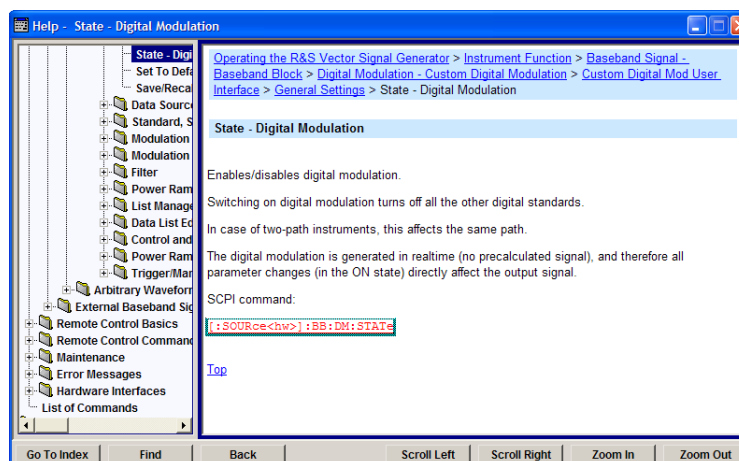 Help - State - Digital Modulation
State - Digi
Set To Defa
Save/Recal
Data Source
Standard, S
Modulation
Modulation
Filter
Power Ram
List Manage
Data List Ed
Control and
Power Ram
Trigger/Mar
Arbitrary Waveform
External Baseband Sig
Remote Control Basics
Remote Control Command
Maintenance
Error Messages
Hardware Interfaces
List of Commands
Operating the R&S Vector Signal Generator > Instrument Function > Baseband Signal -
Baseband Block > Digital Modulation - Custom Digital Modulation > Custom Digital Mod User
Interface > General Settings > State - Digital Modulation
State - Digital Modulation
Enables/disables digital modulation.
Switching on digital modulation turns off all the other digital standards.
In case of two-path instruments, this affects the same path.
The digital modulation is generated in realtime (no precalculated signal), and therefore all
parameter changes (in the ON state) directly affect the output signal.
SCPI command:
[:SOURce<hw>]:BB:DM:STATe
Top
Go To Index
Find
Back
Scroll Left
Scroll Right
Zoom In
Zoom Out